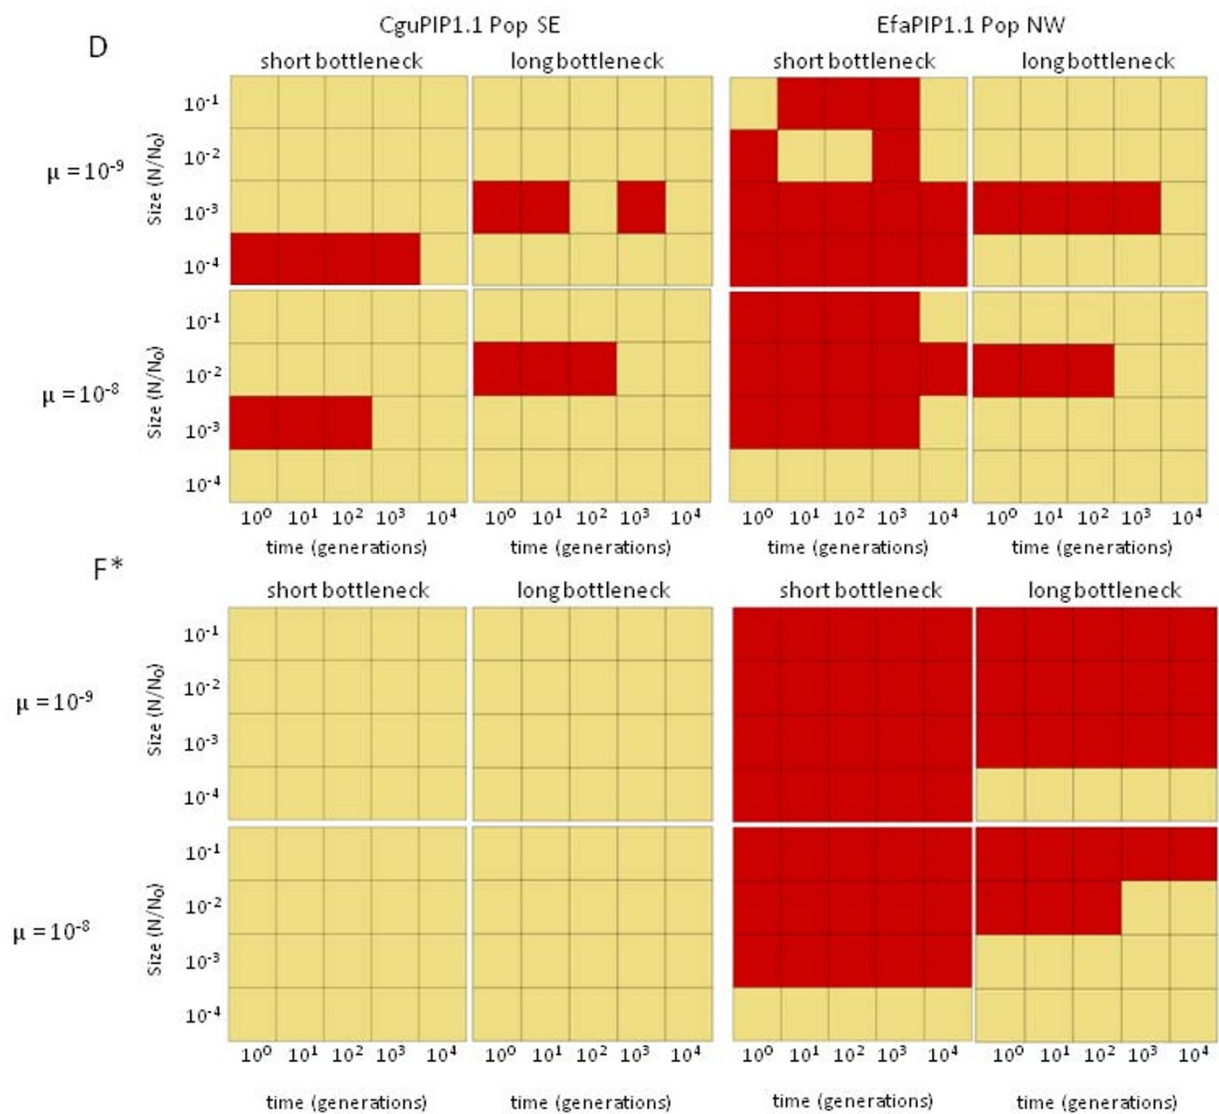 CguPIP1.1 Pop SE EfaPIP1.1 Pop NW
D
short bottleneck long bottleneck short bottleneck long bottleneck
μ = 10⁻⁹
Size (N/N₀)
10⁻¹
10⁻²
10⁻³
10⁻⁴
μ = 10⁻⁸
Size (N/N₀)
10⁻¹
10⁻²
10⁻³
10⁻⁴
10⁰ 10¹ 10² 10³ 10⁴ 10⁰ 10¹ 10² 10³ 10⁴ 10⁰ 10¹ 10² 10³ 10⁴ 10⁰ 10¹ 10² 10³ 10⁴
time (generations) time (generations) time (generations) time (generations)
F*
short bottleneck long bottleneck short bottleneck long bottleneck
μ = 10⁻⁹
Size (N/N₀)
10⁻¹
10⁻²
10⁻³
10⁻⁴
μ = 10⁻⁸
Size (N/N₀)
10⁻¹
10⁻²
10⁻³
10⁻⁴
10⁰ 10¹ 10² 10³ 10⁴ 10⁰ 10¹ 10² 10³ 10⁴ 10⁰ 10¹ 10² 10³ 10⁴ 10⁰ 10¹ 10² 10³ 10⁴
time (generations) time (generations) time (generations) time (generations)